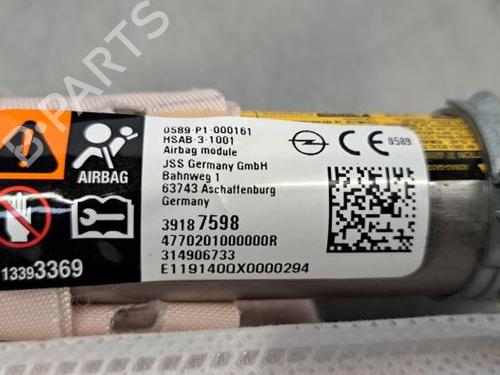 AIRBAG
13393369
0589-P1-000161
HSAB-3-1001
Airbag module
JSS Germany GmbH
Bahnweg 1
63743 Aschaffenburg
Germany
39187598
4770201000000R
314906733
E119140QX0000294
CE 0589